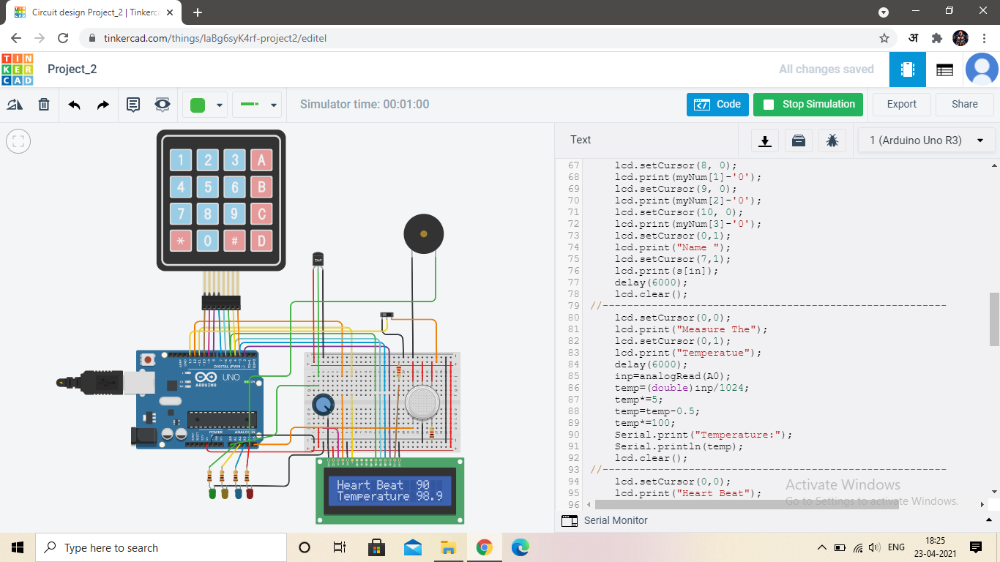 Circuit design Project_2 | Tinkerca
tinkercad.com/things/laBg6syK4rf-project2/editel
अ
TIN
KER
CAD
Project_2
All changes saved
Simulator time: 00:01:00
Code
Stop Simulation
Export
Share
Text
1 (Arduino Uno R3)
1 2 3 A
4 5 6 B
7 8 9 C
* 0 # D
TMP
DIGITAL (PWM~)
UNO
ARDUINO
POWER
ANALOG IN
Heart Beat 90
Temperature 98.9
67 lcd.setCursor(8, 0);
68 lcd.print(myNum[1]-'0');
69 lcd.setCursor(9, 0);
70 lcd.print(myNum[2]-'0');
71 lcd.setCursor(10, 0);
72 lcd.print(myNum[3]-'0');
73 lcd.setCursor(0,1);
74 lcd.print("Name ");
75 lcd.setCursor(7,1);
76 lcd.print(s[in]);
77 delay(6000);
78 lcd.clear();
79 //--------------------------------------------------------
80 lcd.setCursor(0,0);
81 lcd.print("Measure The");
82 lcd.setCursor(0,1);
83 lcd.print("Temperatue");
84 delay(6000);
85 inp=analogRead(A0);
86 temp=(double)inp/1024;
87 temp*=5;
88 temp=temp-0.5;
89 temp*=100;
90 Serial.print("Temperature:");
91 Serial.println(temp);
92 lcd.clear();
93 //--------------------------------------------------------
94 lcd.setCursor(0,0);
95 lcd.print("Heart Beat");
96
Activate Windows
Go to Settings to activate Windows.
Serial Monitor
Type here to search
ENG
18:25
23-04-2021